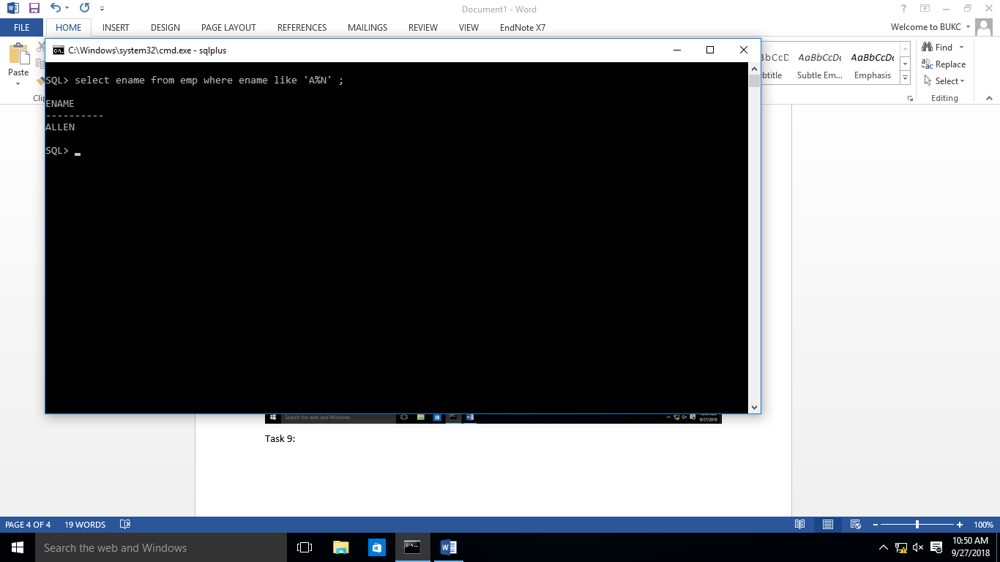 Document1 - Word
FILE HOME INSERT DESIGN PAGE LAYOUT REFERENCES MAILINGS REVIEW VIEW EndNote X7 Welcome to BUKC
C:\Windows\system32\cmd.exe - sqlplus
Paste
SQL> select ename from emp where ename like 'A%N' ;
ENAME
----------
ALLEN
SQL>
AaBbCcDc AaBbCcDc
Subtle Em... Emphasis
Find
Replace
Select
Editing
Search the web and Windows
9/27/2018
Task 9:
PAGE 4 OF 4 19 WORDS 100%
Search the web and Windows
10:50 AM
9/27/2018